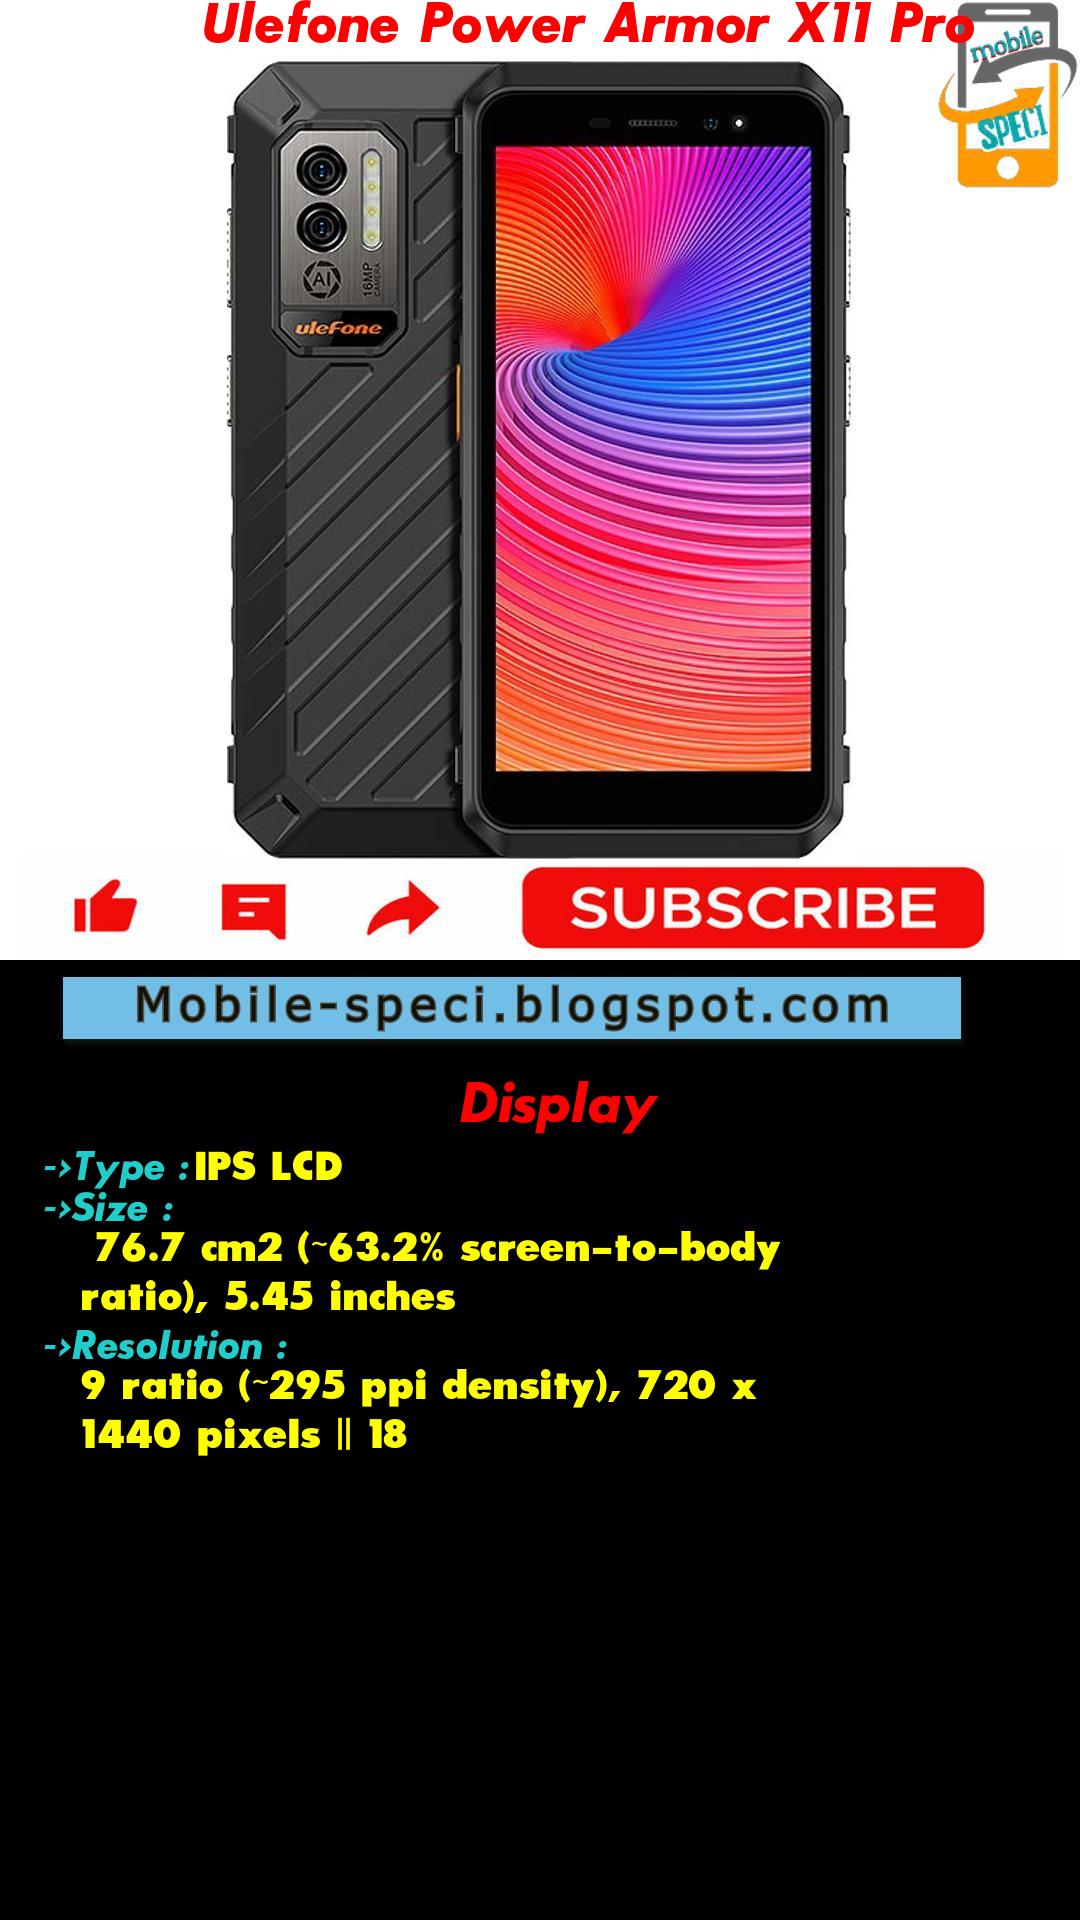 Ulefone Power Armor X11 Pro
mobile
SPECI
AI
16MP
CAMERA
uleFone
SUBSCRIBE
Mobile-speci.blogspot.com
Display
->Type : IPS LCD
->Size :
76.7 cm2 (~63.2% screen-to-body
ratio), 5.45 inches
->Resolution :
9 ratio (~295 ppi density), 720 x
1440 pixels || 18